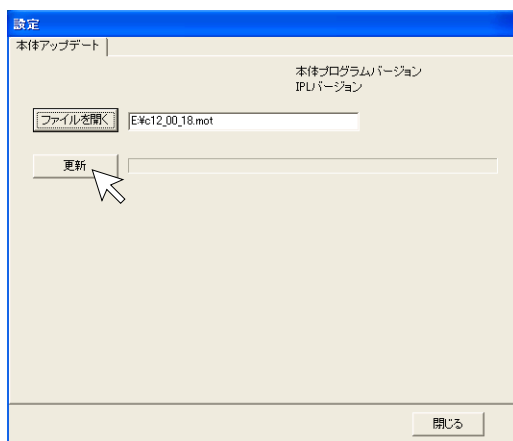 設定
本体アップデート
本体プログラムバージョン
IPLバージョン
ファイルを開く E:¥c12_00_18.mot
更新
閉じる